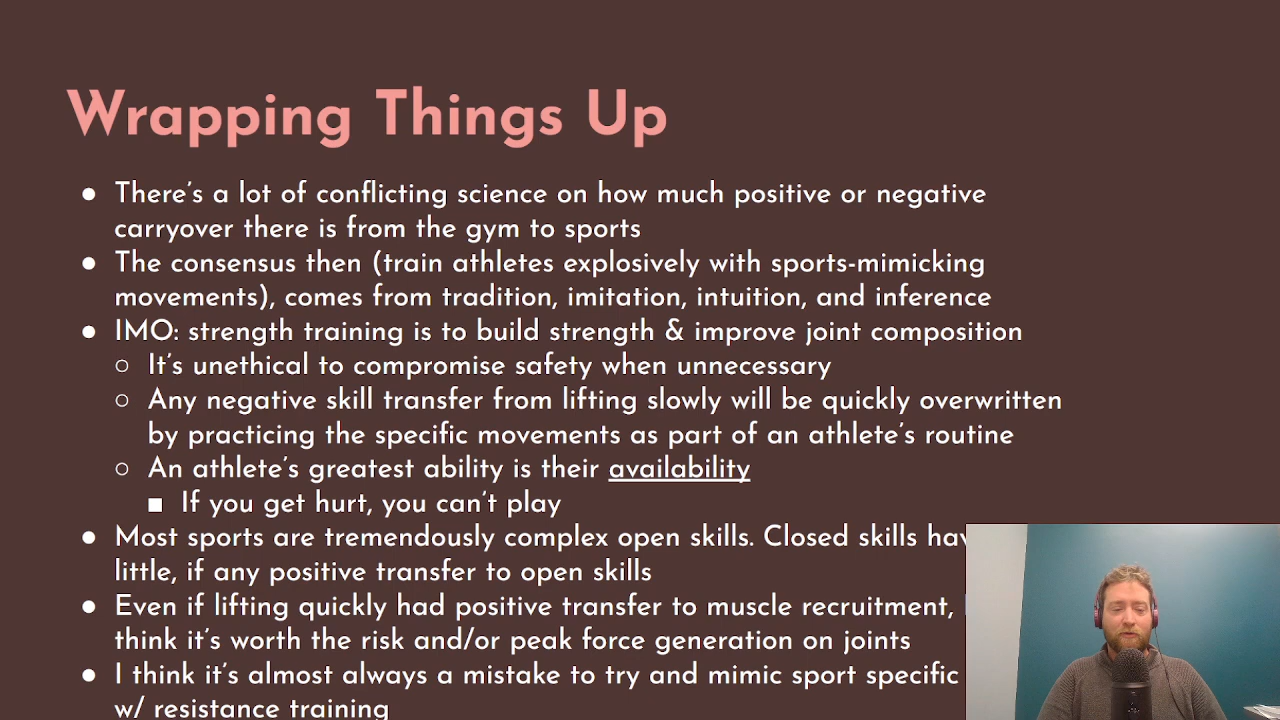 Wrapping Things Up
● There's a lot of conflicting science on how much positive or negative
carryover there is from the gym to sports
● The consensus then (train athletes explosively with sports-mimicking
movements), comes from tradition, imitation, intuition, and inference
● IMO: strength training is to build strength & improve joint composition
○ It's unethical to compromise safety when unnecessary
○ Any negative skill transfer from lifting slowly will be quickly overwritten
by practicing the specific movements as part of an athlete's routine
○ An athlete's greatest ability is their availability
■ If you get hurt, you can't play
● Most sports are tremendously complex open skills. Closed skills
little, if any positive transfer to open skills
● Even if lifting quickly had positive transfer to muscle recruitment,
think it's worth the risk and/or peak force generation on joints
● I think it's almost always a mistake to try and mimic sport specific
w/ resistance training